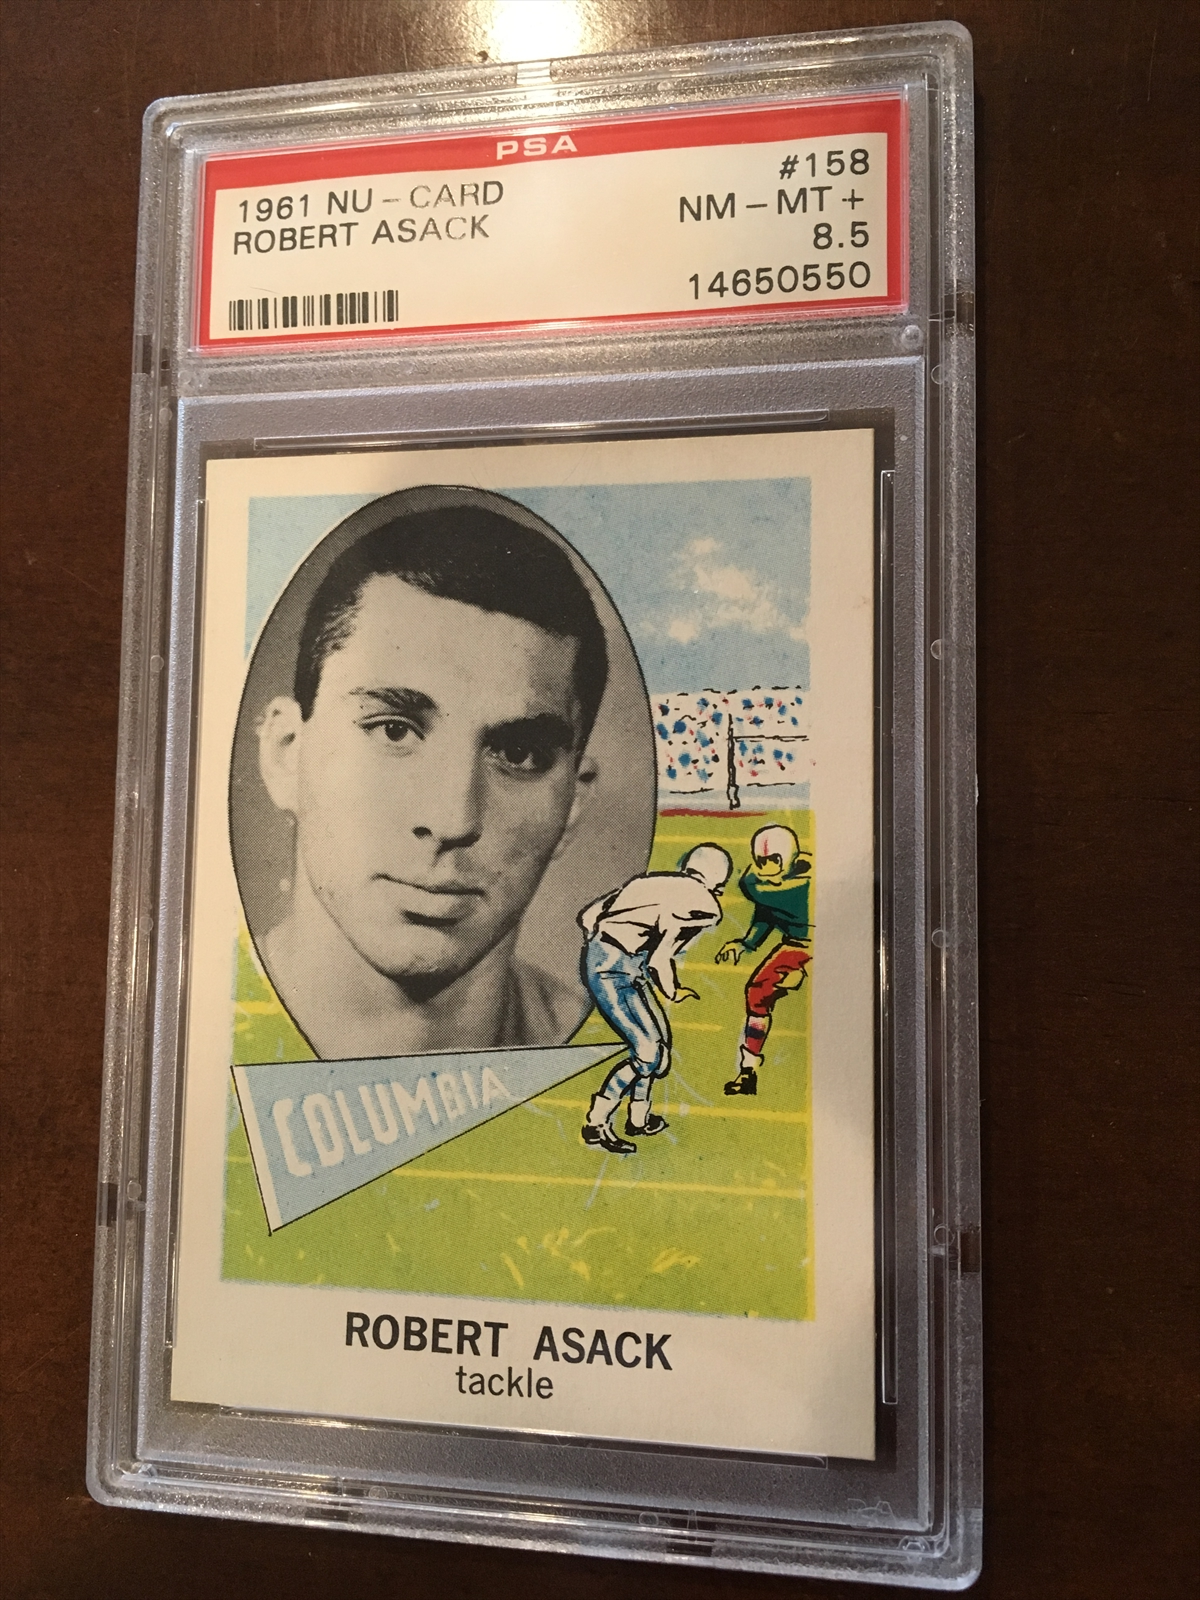 PSA
1961 NU-CARD
ROBERT ASACK
#158
NM-MT+
8.5
14650550
COLUMBIA
ROBERT ASACK
tackle